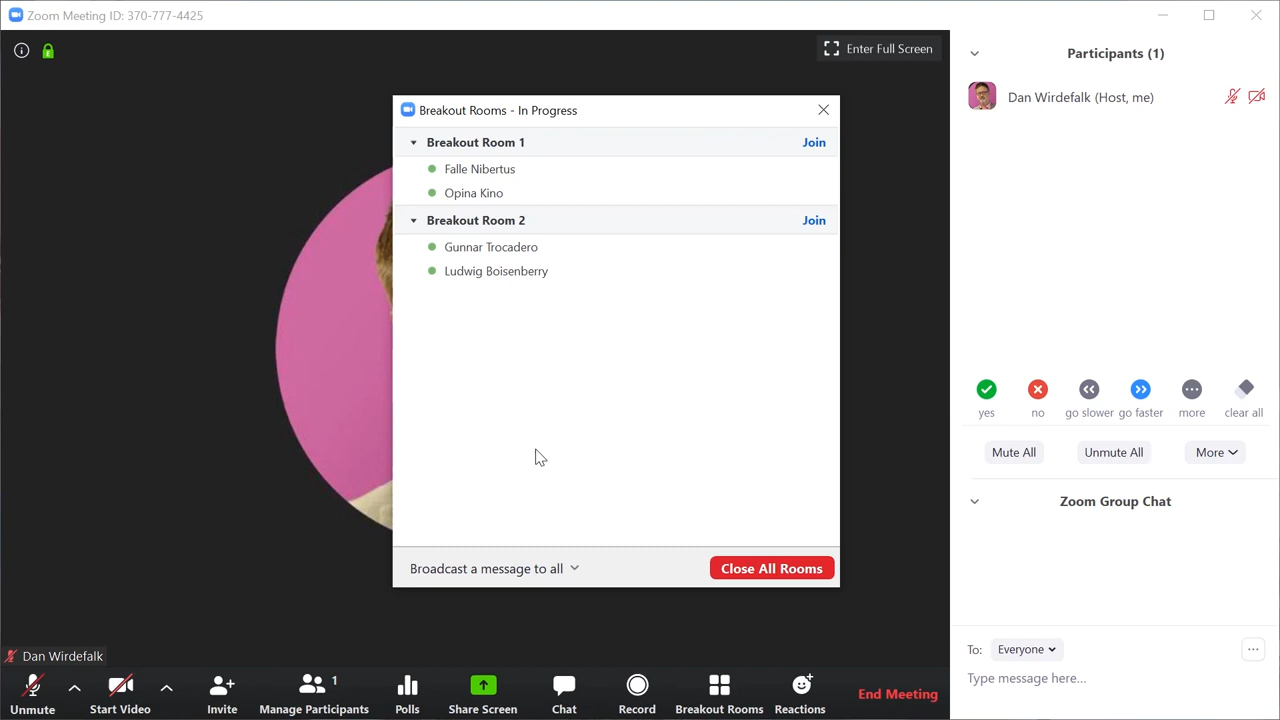 Zoom Meeting ID: 370-777-4425
Enter Full Screen
Breakout Rooms - In Progress
Breakout Room 1
Join
Falle Nibertus
Opina Kino
Breakout Room 2
Join
Gunnar Trocadero
Ludwig Boisenberry
Broadcast a message to all
Close All Rooms
Participants (1)
Dan Wirdefalk (Host, me)
yes
no
go slower
go faster
more
clear all
Mute All
Unmute All
More
Zoom Group Chat
To:
Everyone
Type message here...
Dan Wirdefalk
Unmute
Start Video
Invite
1
Manage Participants
Polls
Share Screen
Chat
Record
Breakout Rooms
Reactions
End Meeting